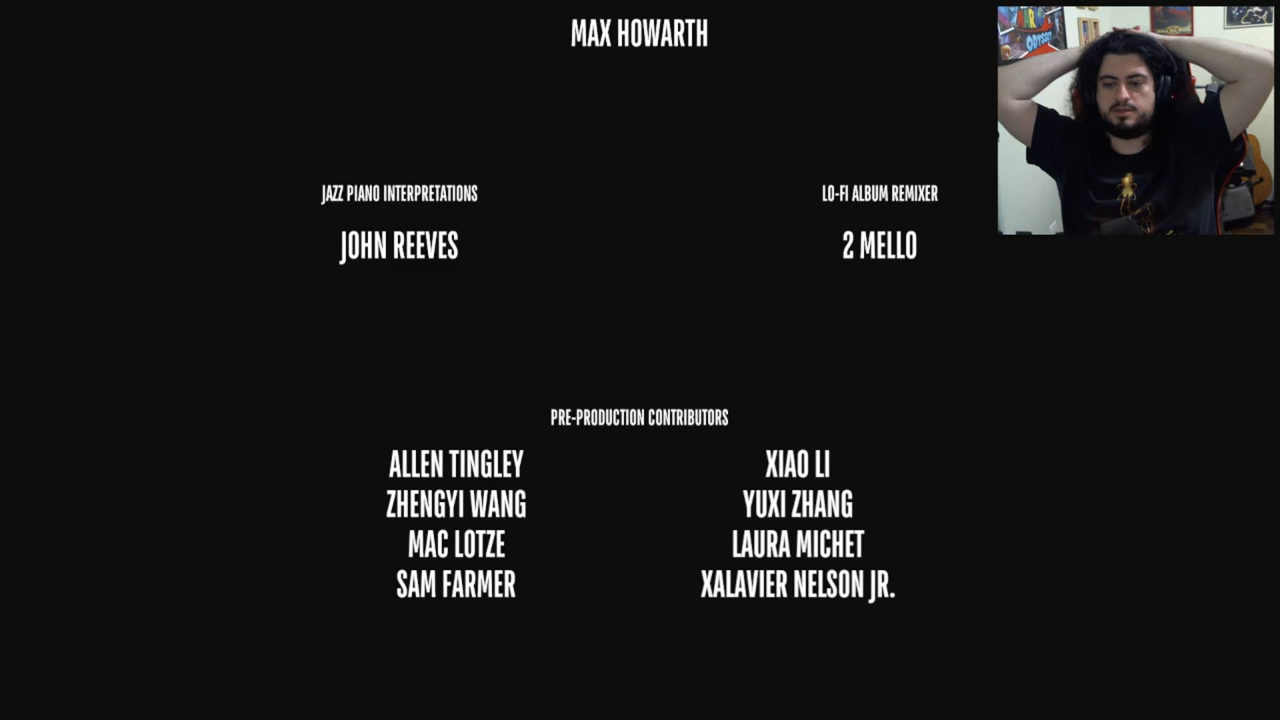 MAX HOWARTH
JAZZ PIANO INTERPRETATIONS
JOHN REEVES
LO-FI ALBUM REMIXER
2 MELLO
PRE-PRODUCTION CONTRIBUTORS
ALLEN TINGLEY
ZHENGYI WANG
MAC LOTZE
SAM FARMER
XIAO LI
YUXI ZHANG
LAURA MICHET
XALAVIER NELSON JR.
ODYSSEY